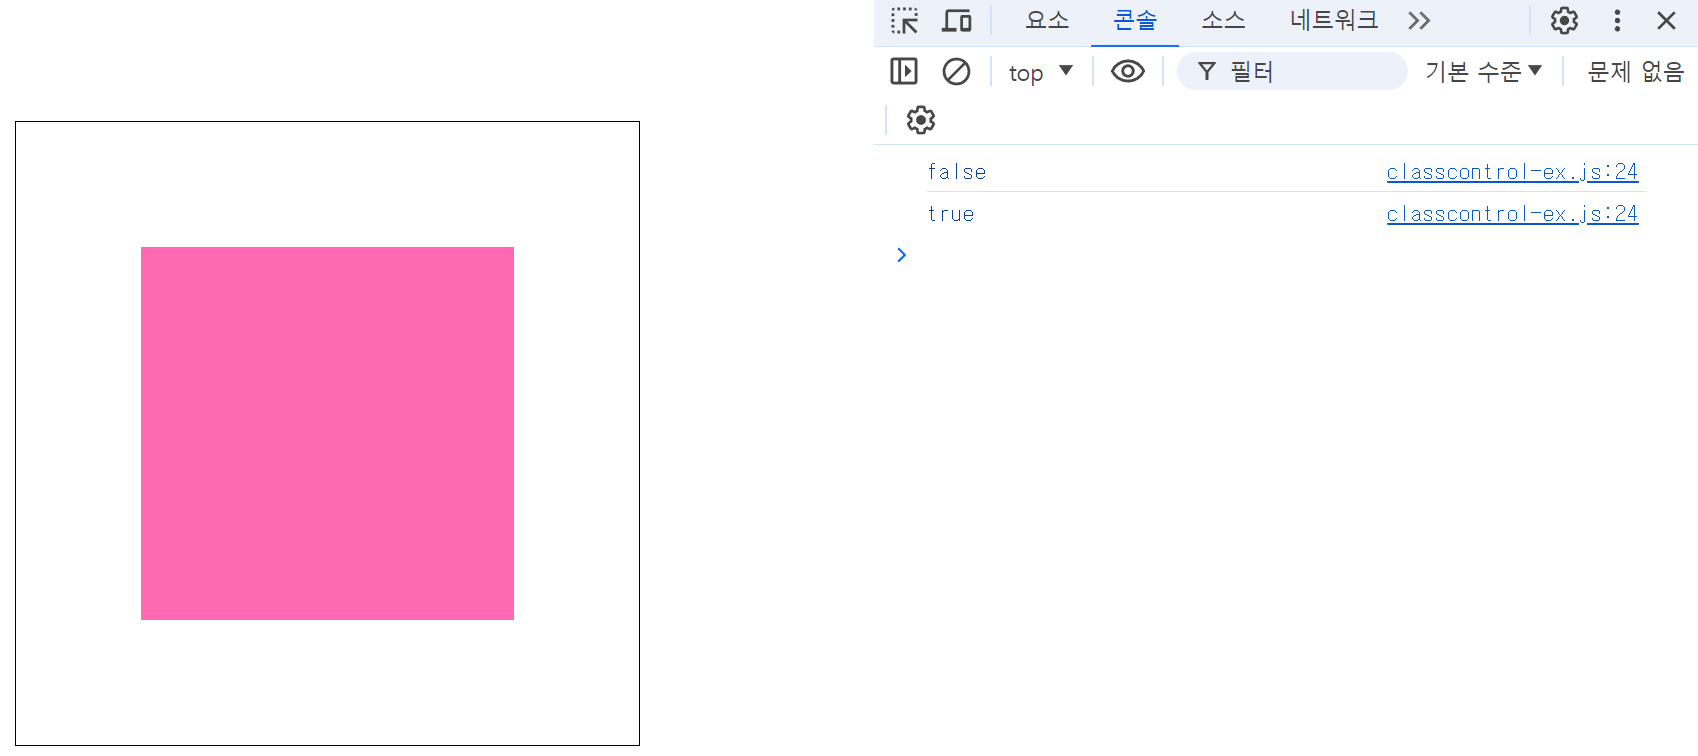 요소 콘솔 소스 네트워크
top 필터 기본 수준 문제 없음
false classcontrol-ex.js:24
true classcontrol-ex.js:24